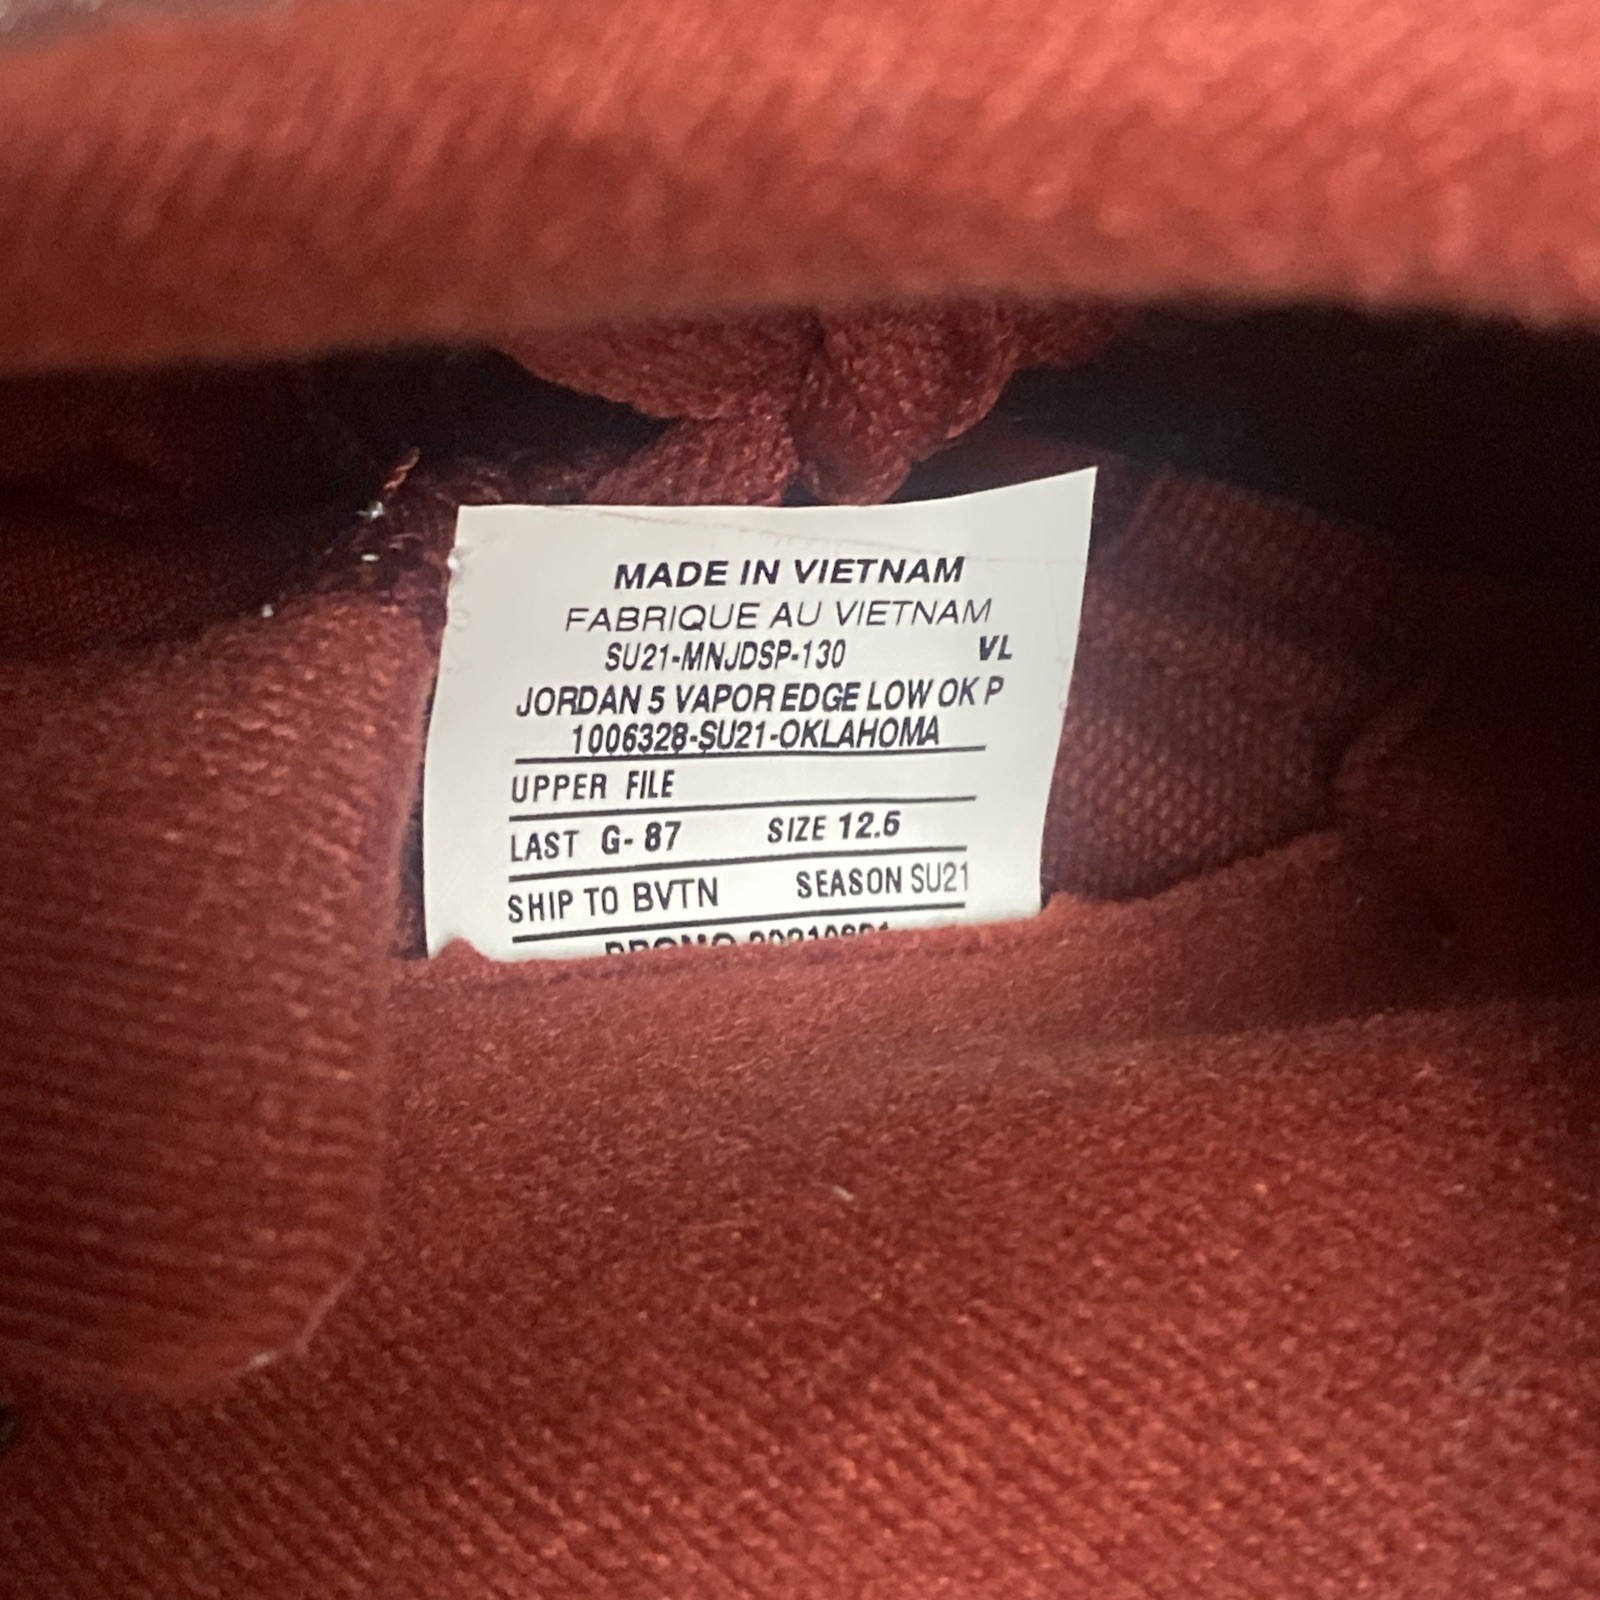 MADE IN VIETNAM
FABRIQUE AU VIETNAM
SU21-MNJDSP-130 VL
JORDAN 5 VAPOR EDGE LOW OK P
1006328-SU21-OKLAHOMA
UPPER FILE
LAST G- 87 SIZE 12.5
SHIP TO BVTN SEASON SU21
PROMO